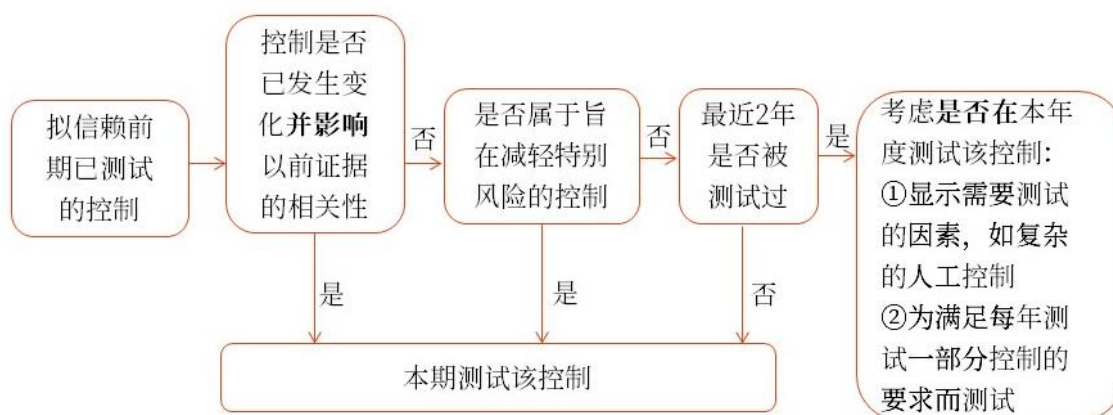 拟信赖前
期已测试
的控制
控制是否
已发生变
化并影响
以前证据
的相关性
否
是否属于旨
在减轻特别
风险的控制
否
最近2年
是否被
测试过
是
考虑是否在本年
度测试该控制：
①显示需要测试
的因素，如复杂
的人工控制
②为满足每年测
试一部分控制的
要求而测试
是
是
否
本期测试该控制